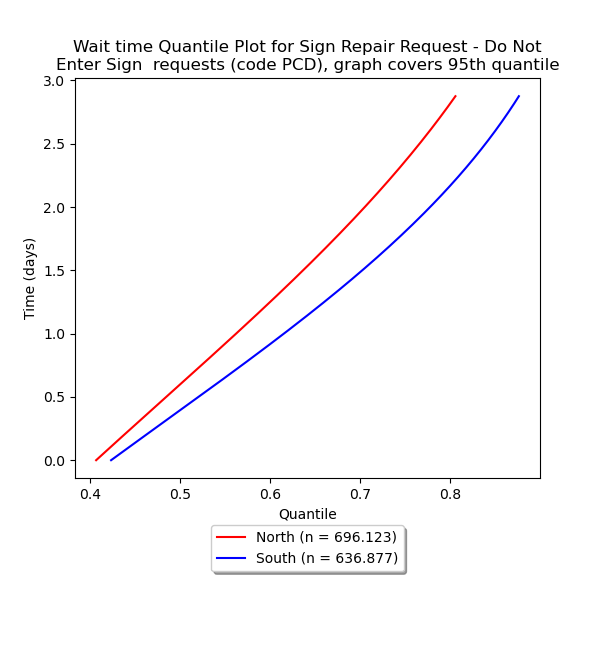 Wait time Quantile Plot for Sign Repair Request - Do Not
Enter Sign  requests (code PCD), graph covers 95th quantile
3.0
2.5
2.0
1.5
1.0
0.5
0.0
Time (days)
0.4 0.5 0.6 0.7 0.8
Quantile
North (n = 696.123)
South (n = 636.877)